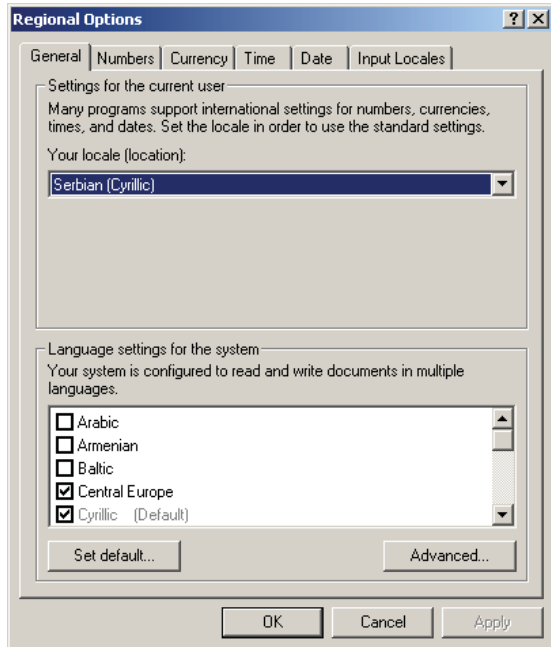 Regional Options
General Numbers Currency Time Date Input Locales
Settings for the current user
Many programs support international settings for numbers, currencies,
times, and dates. Set the locale in order to use the standard settings.
Your locale (location):
Serbian (Cyrillic)
Language settings for the system
Your system is configured to read and write documents in multiple
languages.
Arabic
Armenian
Baltic
Central Europe
Cyrillic (Default)
Set default... Advanced...
OK Cancel Apply